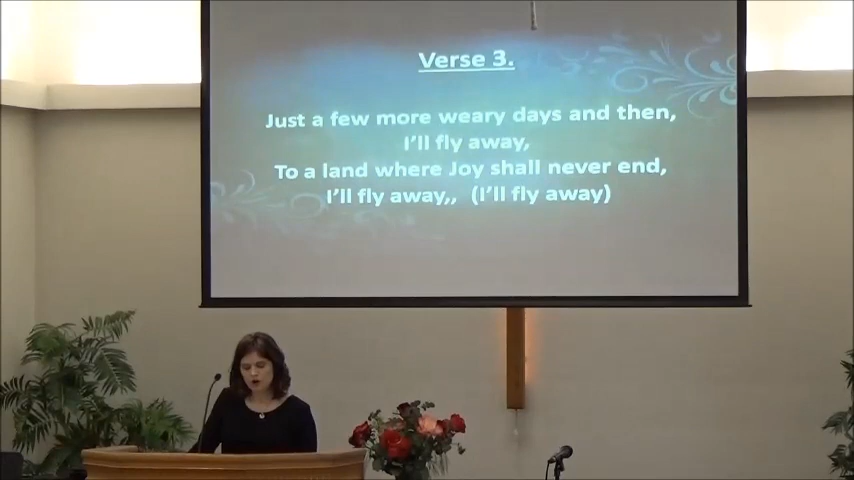 Verse 3.
Just a few more weary days and then,
I'll fly away,
To a land where Joy shall never end,
I'll fly away,, (I'll fly away)